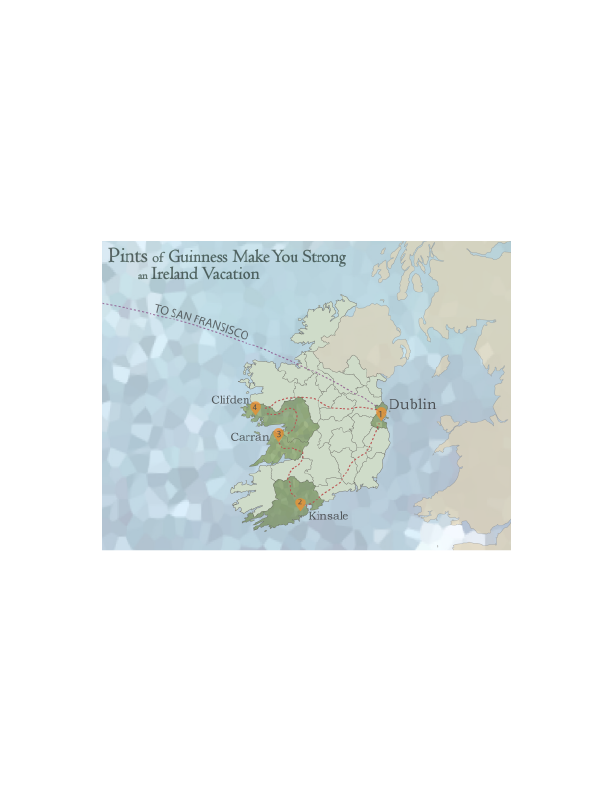 Pints of Guinness Make You Strong
an Ireland Vacation
TO SAN FRANSISCO
Clifden
4
Dublin
1
Carran
3
2
Kinsale